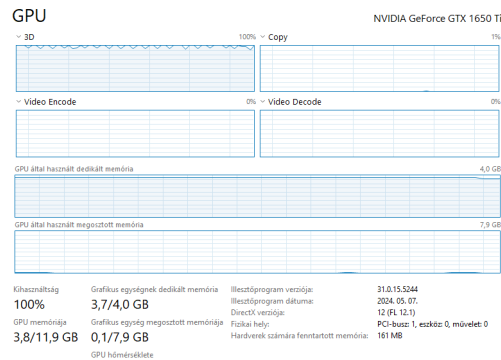 GPU
NVIDIA GeForce GTX 1650 Ti
3D 100%
Copy 1%
Video Encode 0%
Video Decode 0%
GPU által használt dedikált memória 4,0 GB
GPU által használt megosztott memória 7,9 GB
Kihasználtság
100%
Grafikus egységnek dedikált memória
3,7/4,0 GB
GPU memóriája
3,8/11,9 GB
Grafikus egység megosztott memóriája
0,1/7,9 GB
GPU hőmérséklete
Illesztőprogram verziója: 31.0.15.5244
Illesztőprogram dátuma: 2024. 05. 07.
DirectX verziója: 12 (FL 12.1)
Fizikai hely: PCI-busz: 1, eszköz: 0, művelet: 0
Hardverek számára fenntartott memória: 161 MB